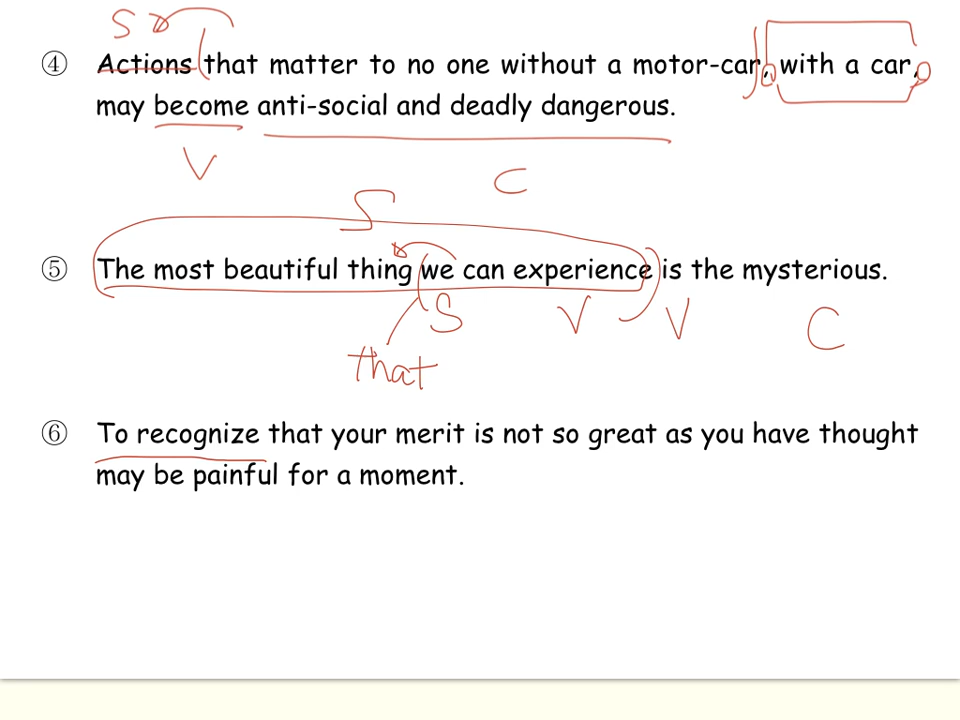 S
④ Actions that matter to no one without a motor-car, with a car,
may become anti-social and deadly dangerous.
V C
S
⑤ The most beautiful thing we can experience is the mysterious.
S V V C
that
⑥ To recognize that your merit is not so great as you have thought
may be painful for a moment.